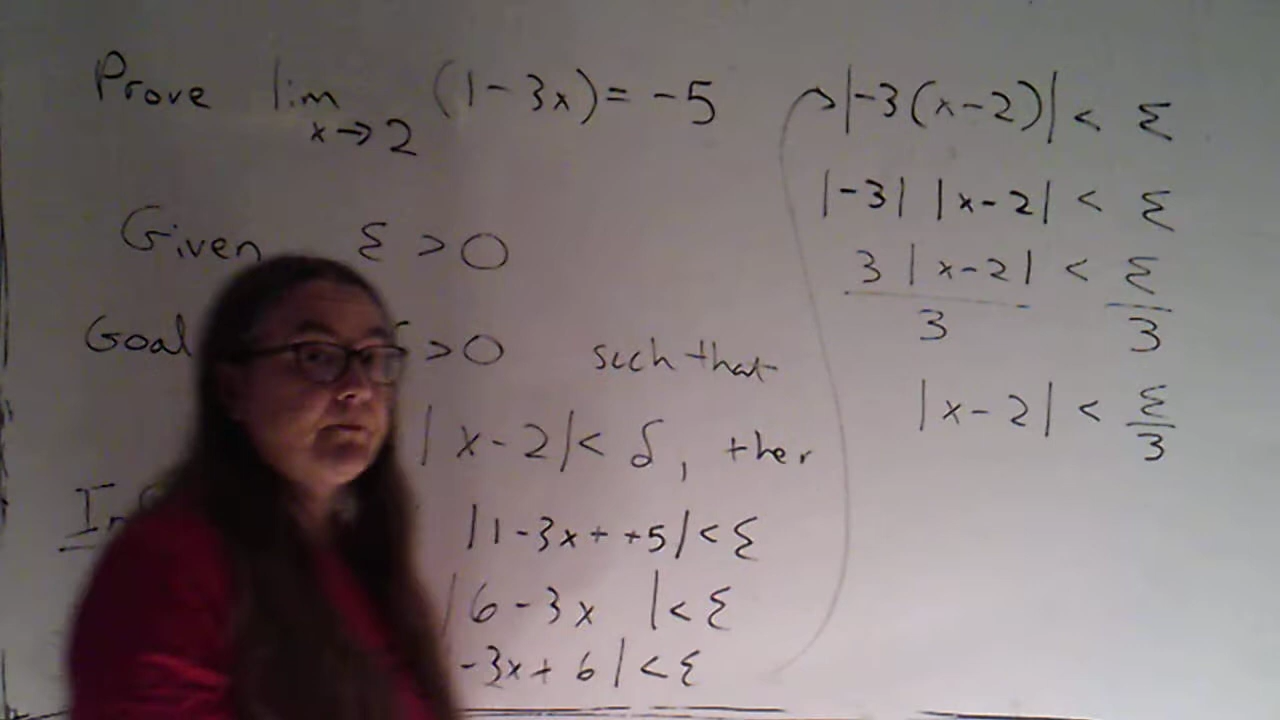 Prove lim (1-3x) = -5
x→2
Given ε > 0
Goal >0 such that
|x-2| < δ, then
|1-3x++5| < ε
|6-3x | < ε
-3x+6| < ε
|-3(x-2)| < ε
|-3| |x-2| < ε
3 |x-2| < ε
3 3
|x-2| < ε/3